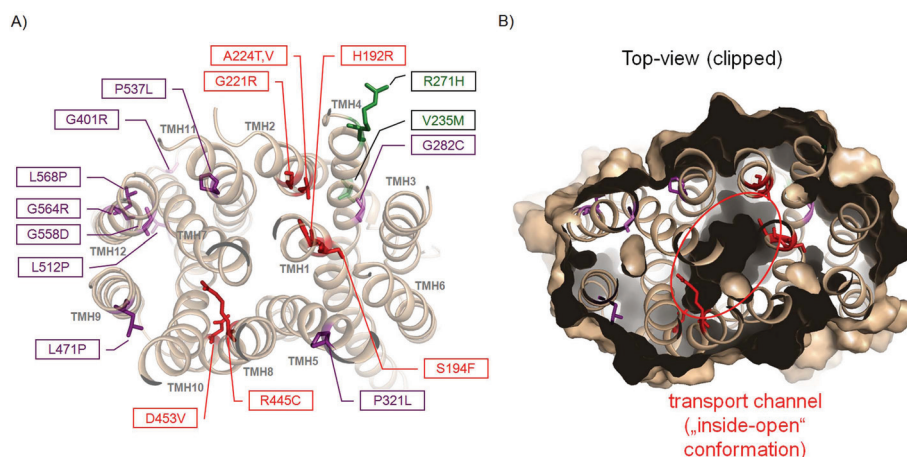 A)
B)
A224T,V
H192R
G221R
R271H
P537L
V235M
G401R
G282C
TMH11
TMH2
TMH4
TMH3
L568P
G564R
G558D
L512P
TMH7
TMH12
TMH1
TMH6
TMH9
TMH5
TMH8
TMH10
L471P
S194F
R445C
P321L
D453V
Top-view (clipped)
transport channel
(„inside-open“
conformation)